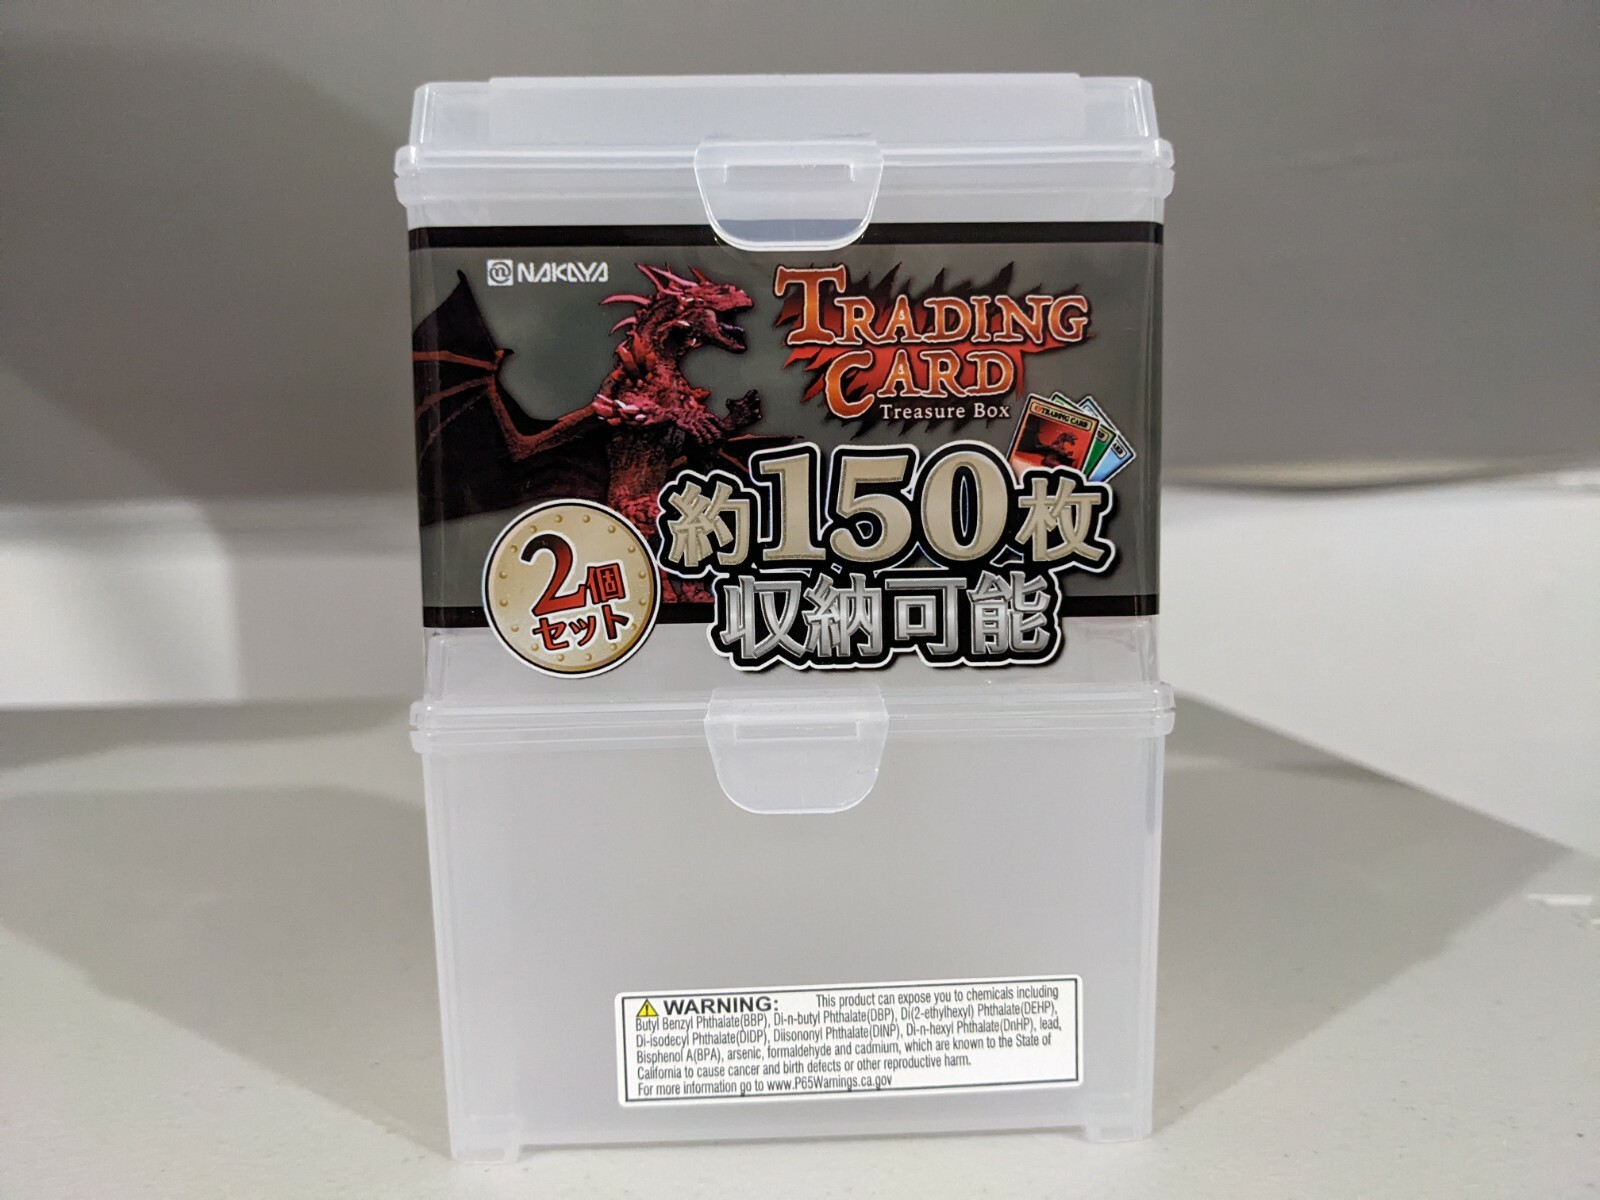 NAKAYA
TRADING
CARD
Treasure Box
TRADING CARD
約150枚
収納可能
2個
セット
WARNING: This product can expose you to chemicals including
Butyl Benzyl Phthalate(BBP), Di-n-butyl Phthalate(DBP), Di(2-ethylhexyl) Phthalate(DEHP),
Di-isodecyl Phthalate(DIDP), Diisononyl Phthalate(DINP), Di-n-hexyl Phthalate(DnHP), lead,
Bisphenol A(BPA), arsenic, formaldehyde and cadmium, which are known to the State of
California to cause cancer and birth defects or other reproductive harm.
For more information go to www.P65Warnings.ca.gov